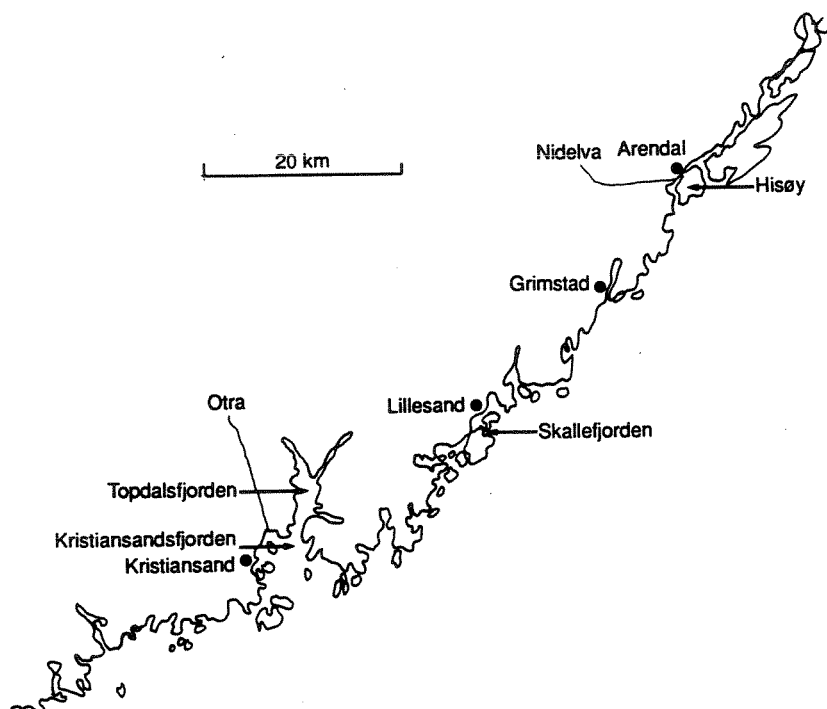 20 km
Nidelva
Arendal
Hisøy
Grimstad
Lillesand
Skallefjorden
Otra
Topdalsfjorden
Kristiansandsfjorden
Kristiansand